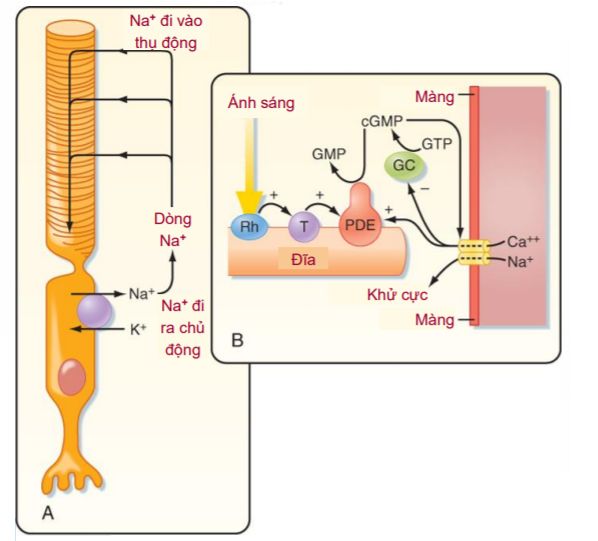 Na⁺ đi vào
thụ động
Dòng
Na⁺
Na⁺
K⁺
Na⁺ đi
ra chủ
động
A
Ánh sáng
Màng
cGMP
GTP
GMP
GC
–
+
+
+
Rh
T
PDE
Đĩa
Ca⁺⁺
Na⁺
Khử cực
Màng
B